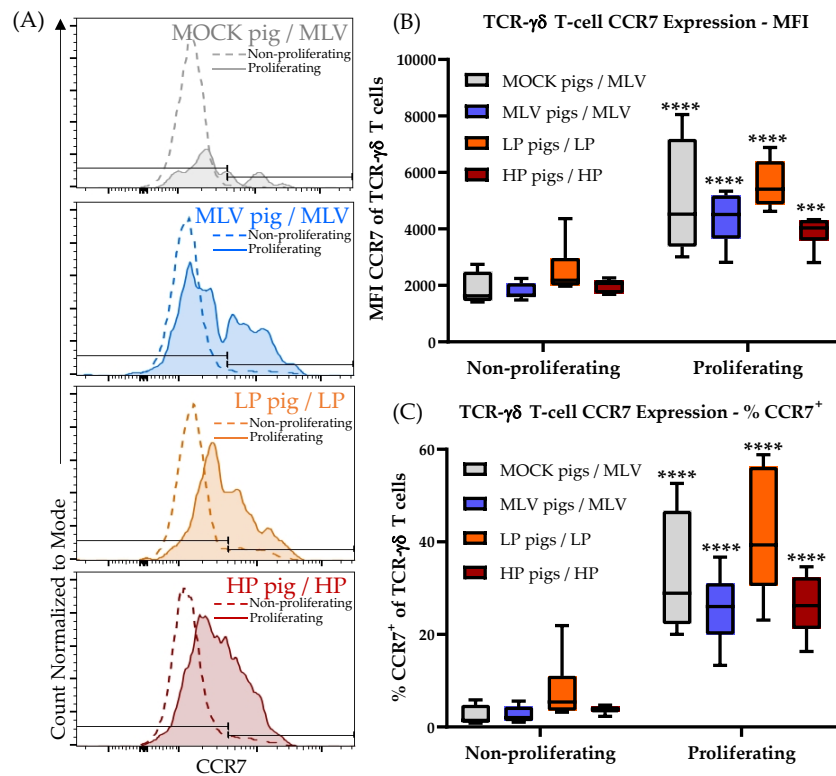 (A)
MOCK pig / MLV
Non-proliferating
Proliferating
MLV pig / MLV
Non-proliferating
Proliferating
LP pig / LP
Non-proliferating
Proliferating
HP pig / HP
Non-proliferating
Proliferating
Count Normalized to Mode
CCR7
(B)
TCR-γδ T-cell CCR7 Expression - MFI
MFI CCR7 of TCR-γδ T cells
10000
8000
6000
4000
2000
0
MOCK pigs / MLV
MLV pigs / MLV
LP pigs / LP
HP pigs / HP
****
****
****
***
Non-proliferating
Proliferating
(C)
TCR-γδ T-cell CCR7 Expression - % CCR7⁺
% CCR7⁺ of TCR-γδ T cells
60
40
20
0
MOCK pigs / MLV
MLV pigs / MLV
LP pigs / LP
HP pigs / HP
****
****
****
****
Non-proliferating
Proliferating